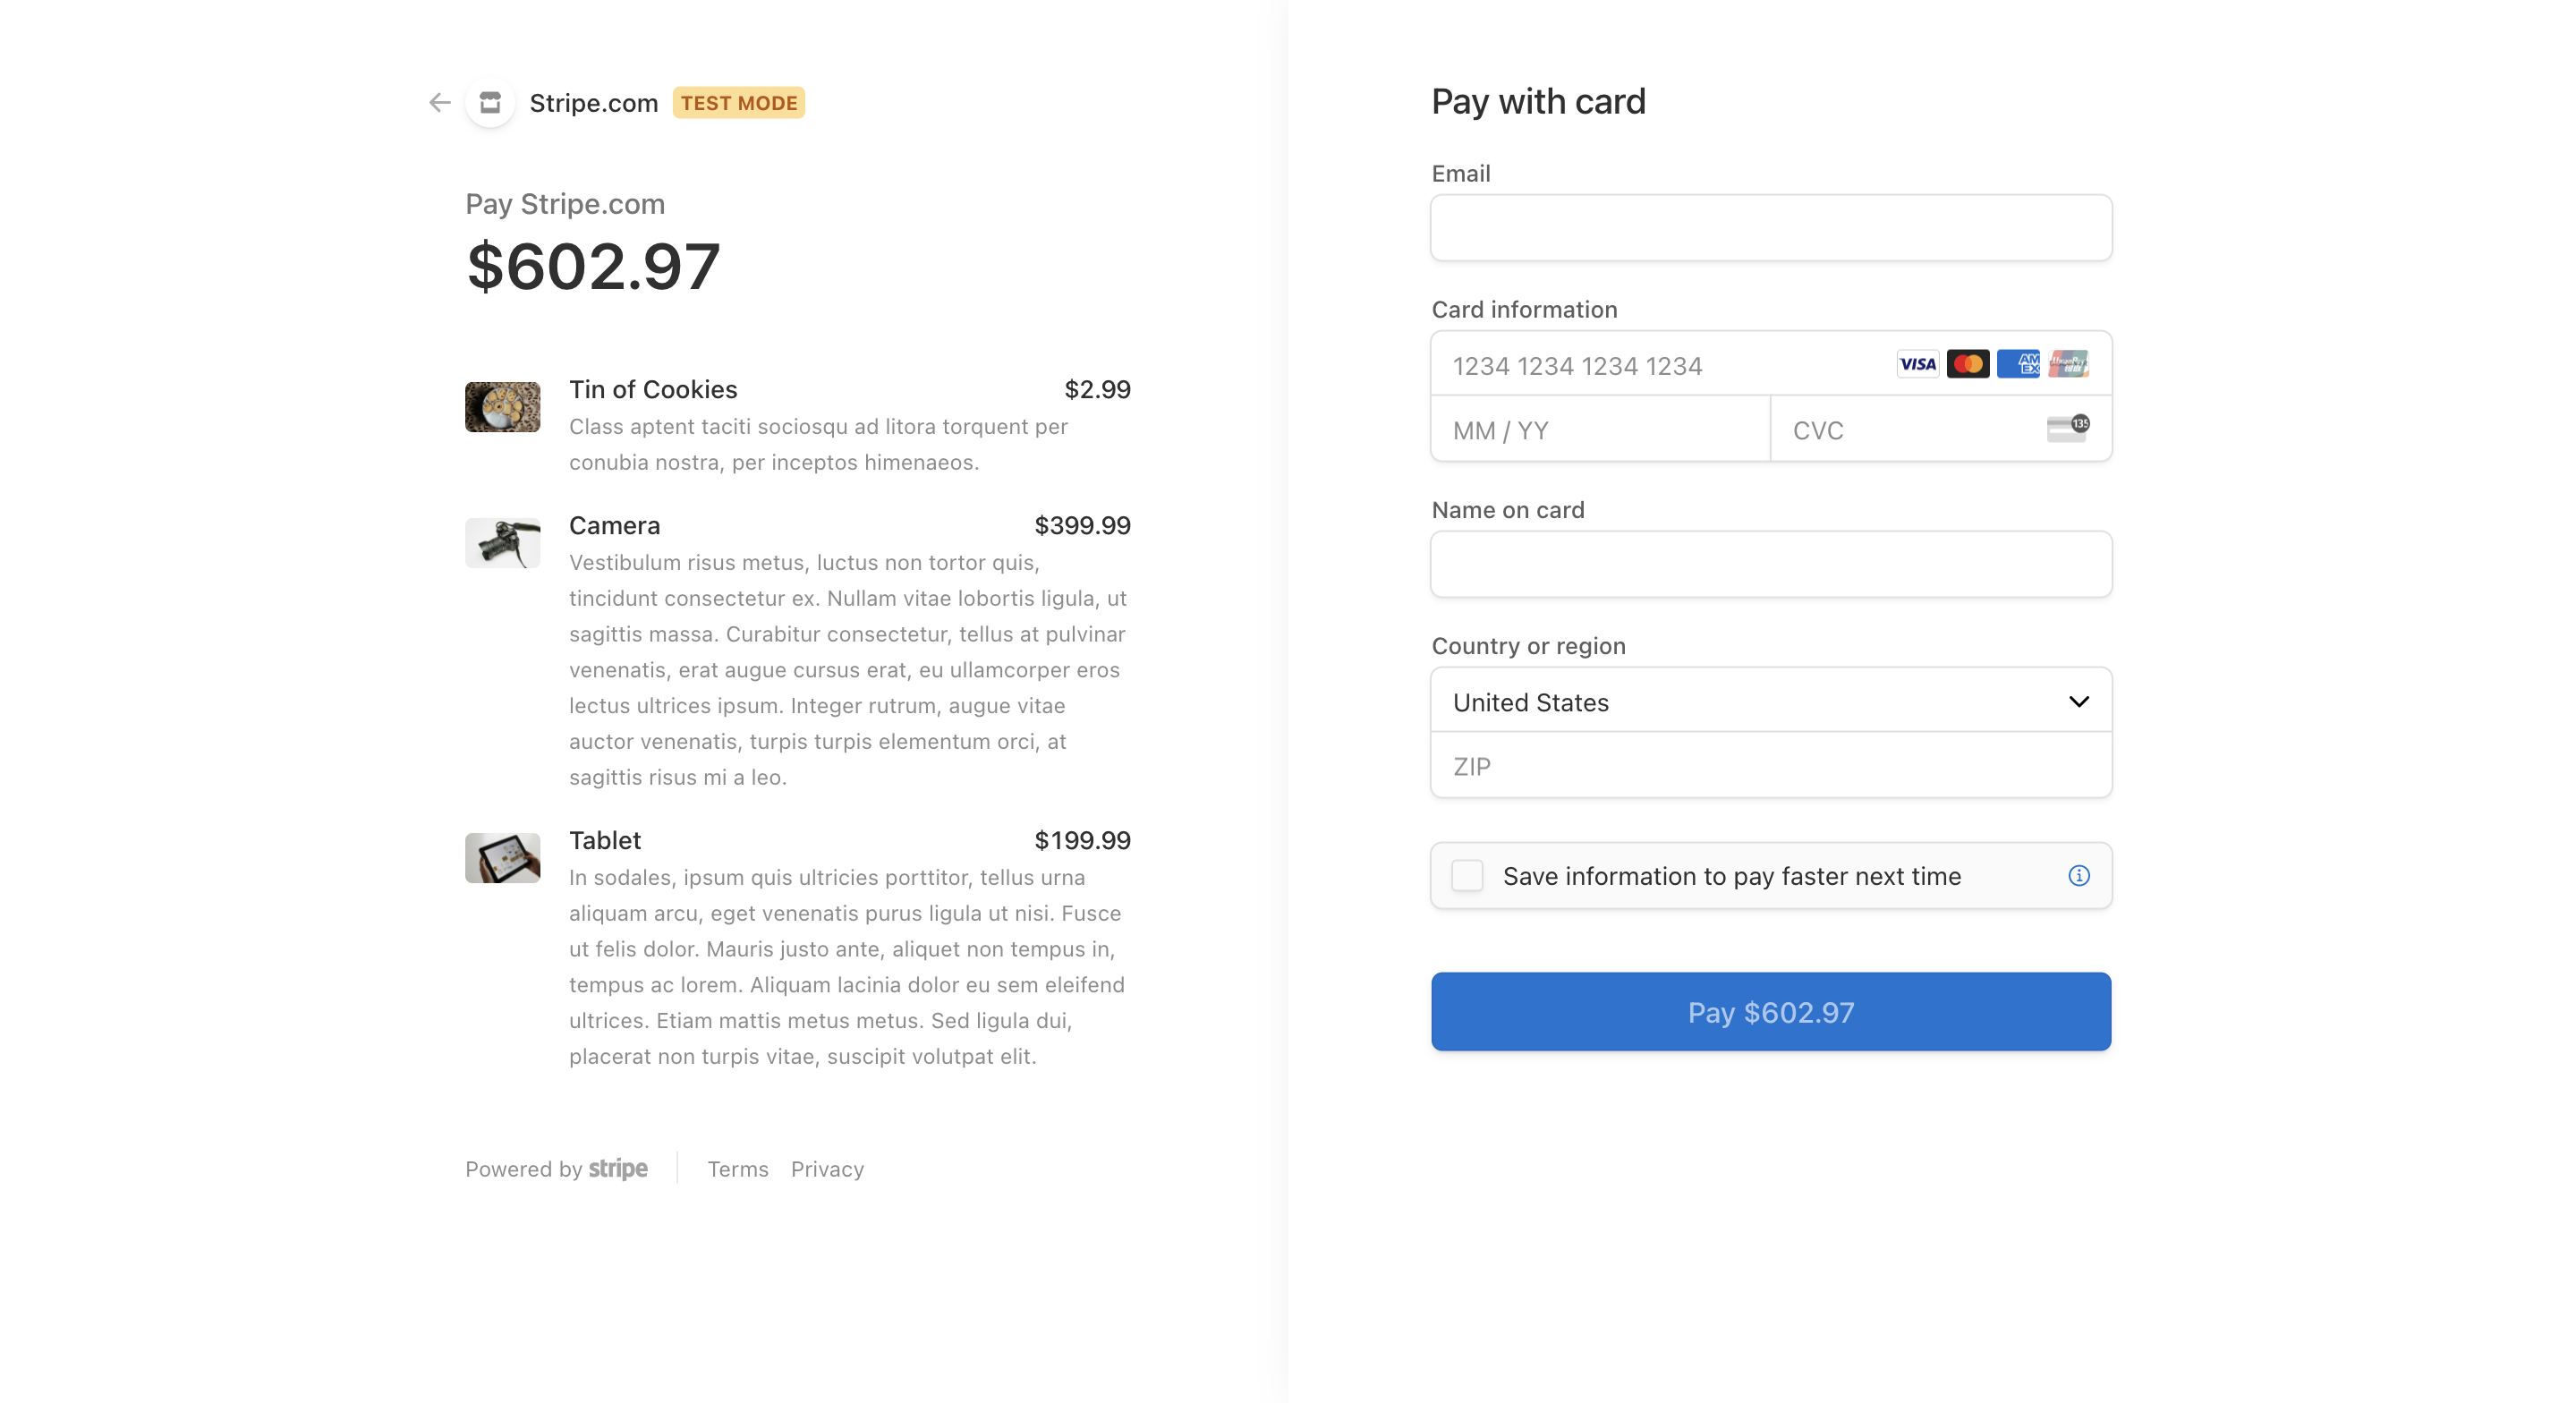 Stripe.com TEST MODE
Pay Stripe.com
$602.97
Tin of Cookies $2.99
Class aptent taciti sociosqu ad litora torquent per
conubia nostra, per inceptos himenaeos.
Camera $399.99
Vestibulum risus metus, luctus non tortor quis,
tincidunt consectetur ex. Nullam vitae lobortis ligula, ut
sagittis massa. Curabitur consectetur, tellus at pulvinar
venenatis, erat augue cursus erat, eu ullamcorper eros
lectus ultrices ipsum. Integer rutrum, augue vitae
auctor venenatis, turpis turpis elementum orci, at
sagittis risus mi a leo.
Tablet $199.99
In sodales, ipsum quis ultricies porttitor, tellus urna
aliquam arcu, eget venenatis purus ligula ut nisi. Fusce
ut felis dolor. Mauris justo ante, aliquet non tempus in,
tempus ac lorem. Aliquam lacinia dolor eu sem eleifend
ultrices. Etiam mattis metus metus. Sed ligula dui,
placerat non turpis vitae, suscipit volutpat elit.
Powered by stripe Terms Privacy
Pay with card
Email
Card information
1234 1234 1234 1234 VISA AMEX
MM / YY CVC 135
Name on card
Country or region
United States
ZIP
Save information to pay faster next time
Pay $602.97